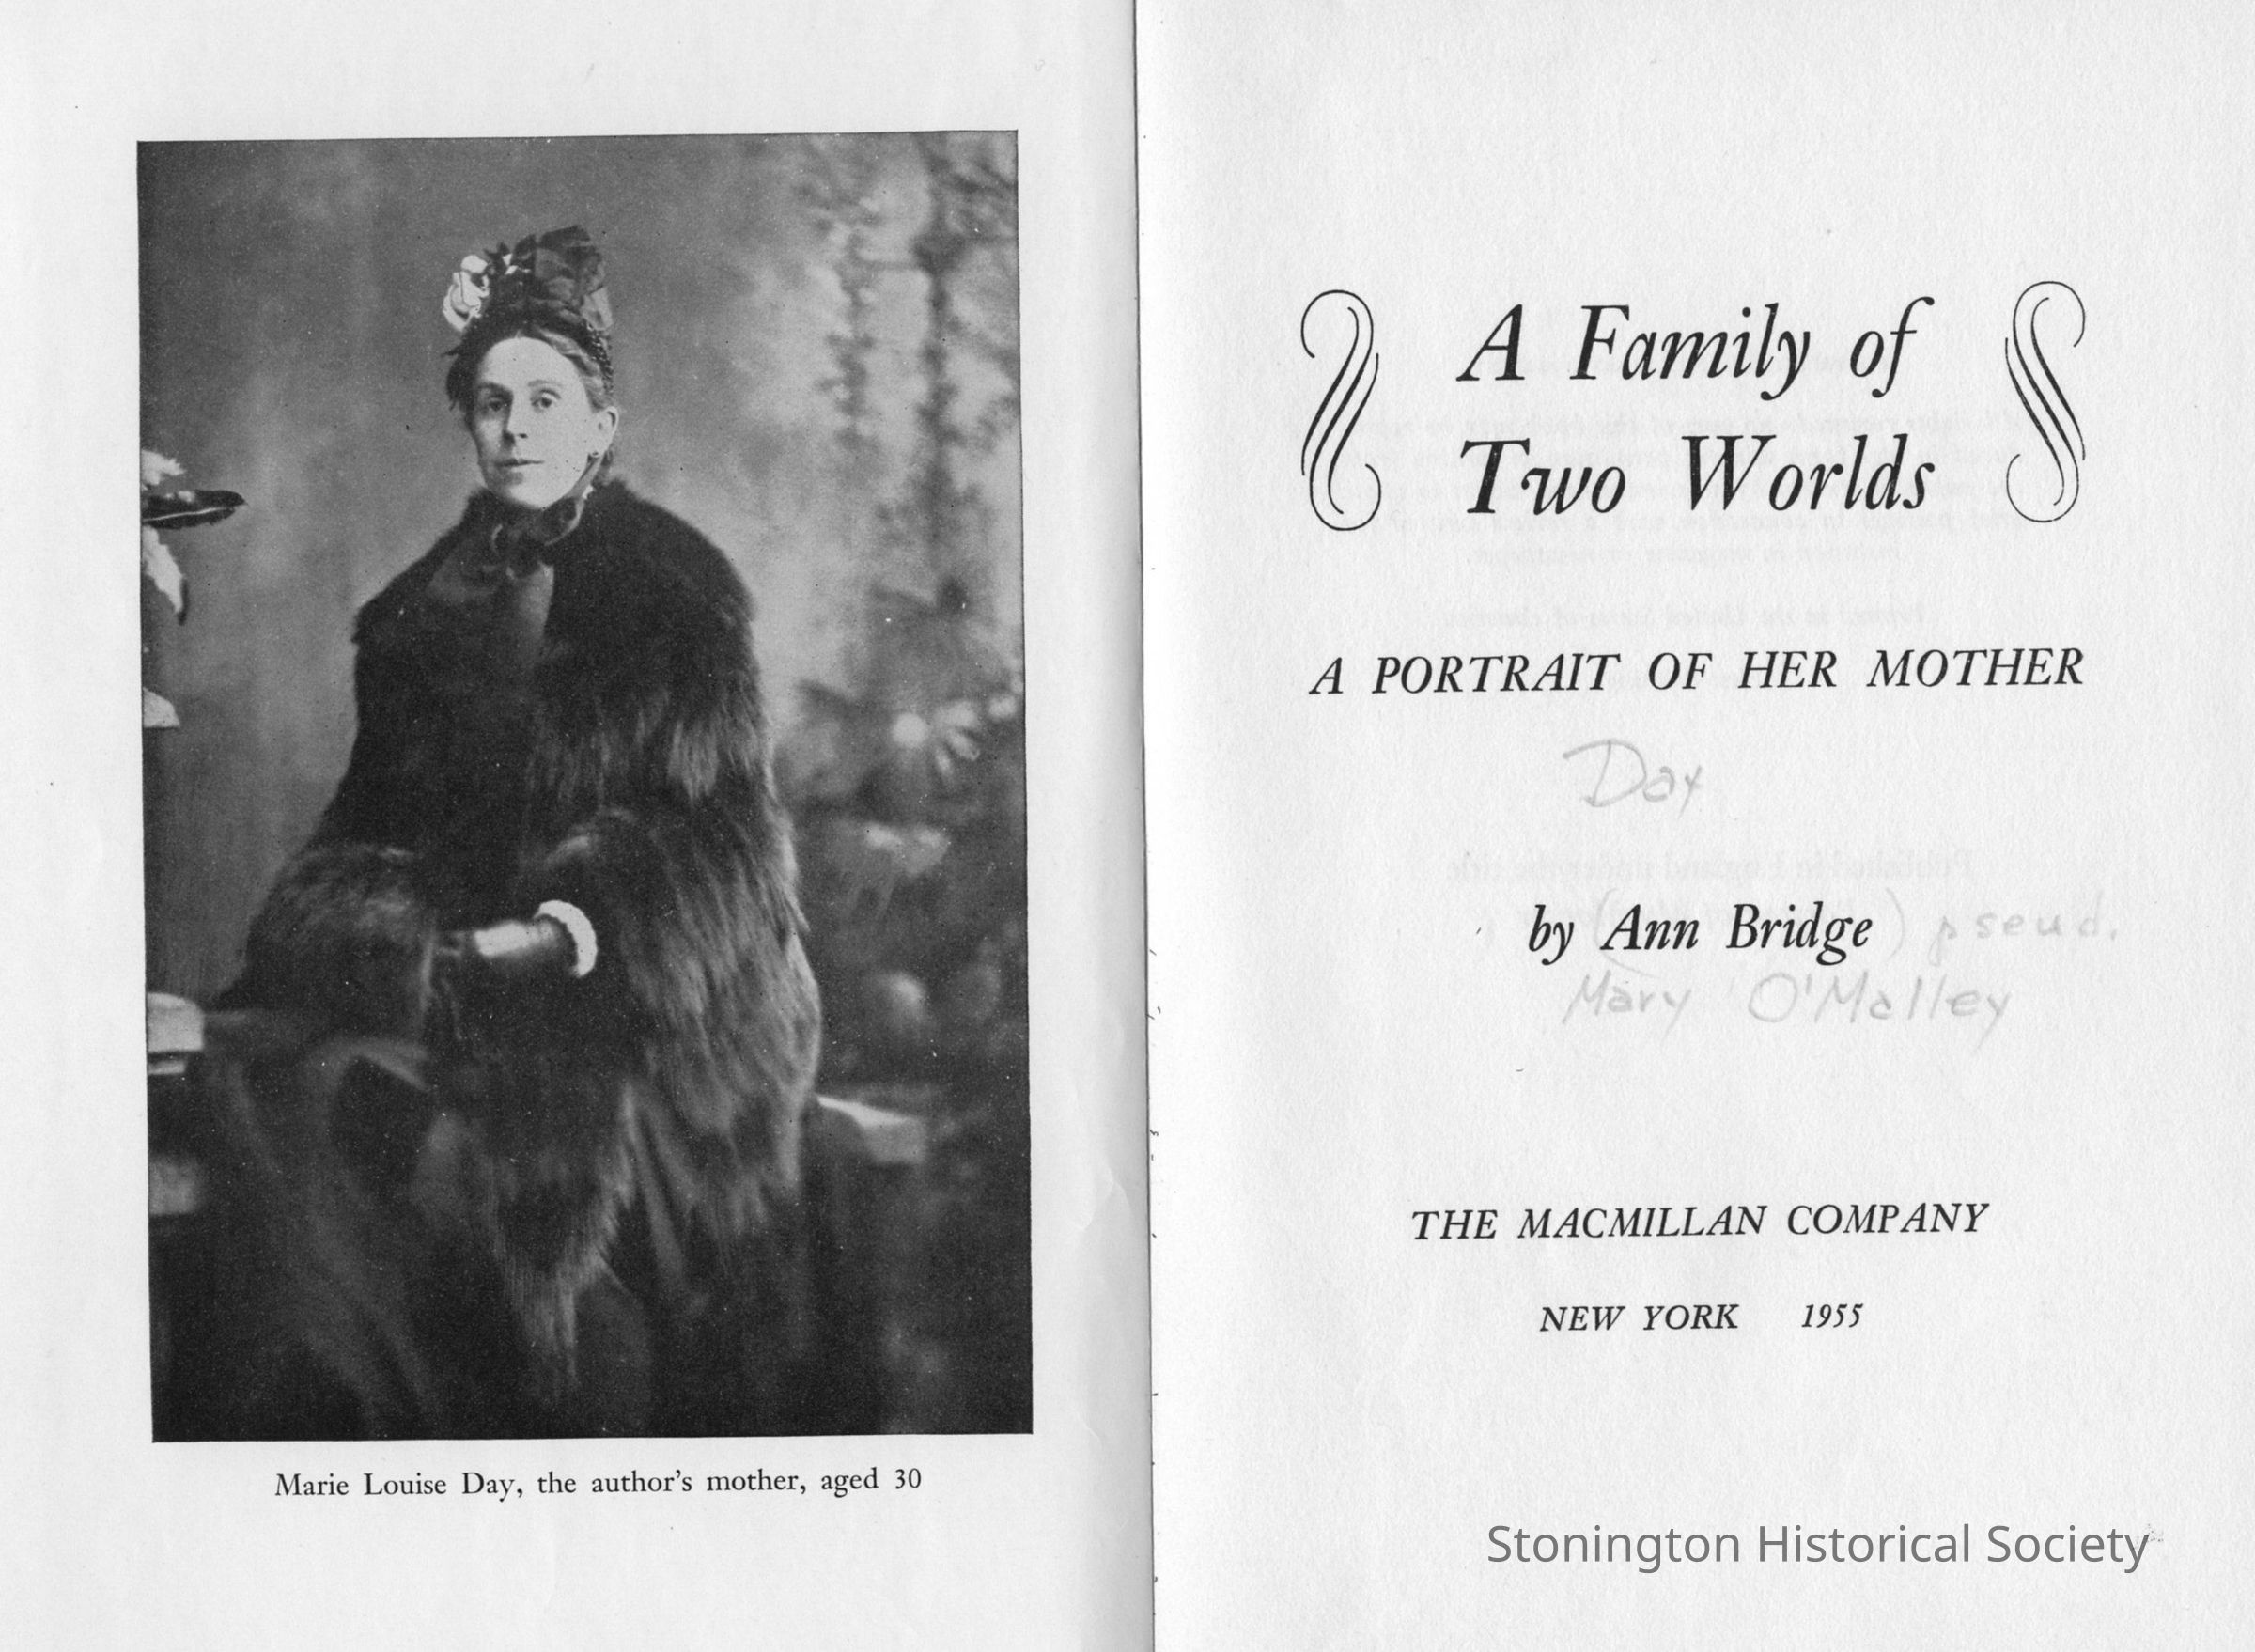 Marie Louise Day, the author's mother, aged 30
A Family of
Two Worlds
A PORTRAIT OF HER MOTHER
Day
by (Ann Bridge) pseud.
Mary O'Malley
THE MACMILLAN COMPANY
NEW YORK 1955
Stonington Historical Society